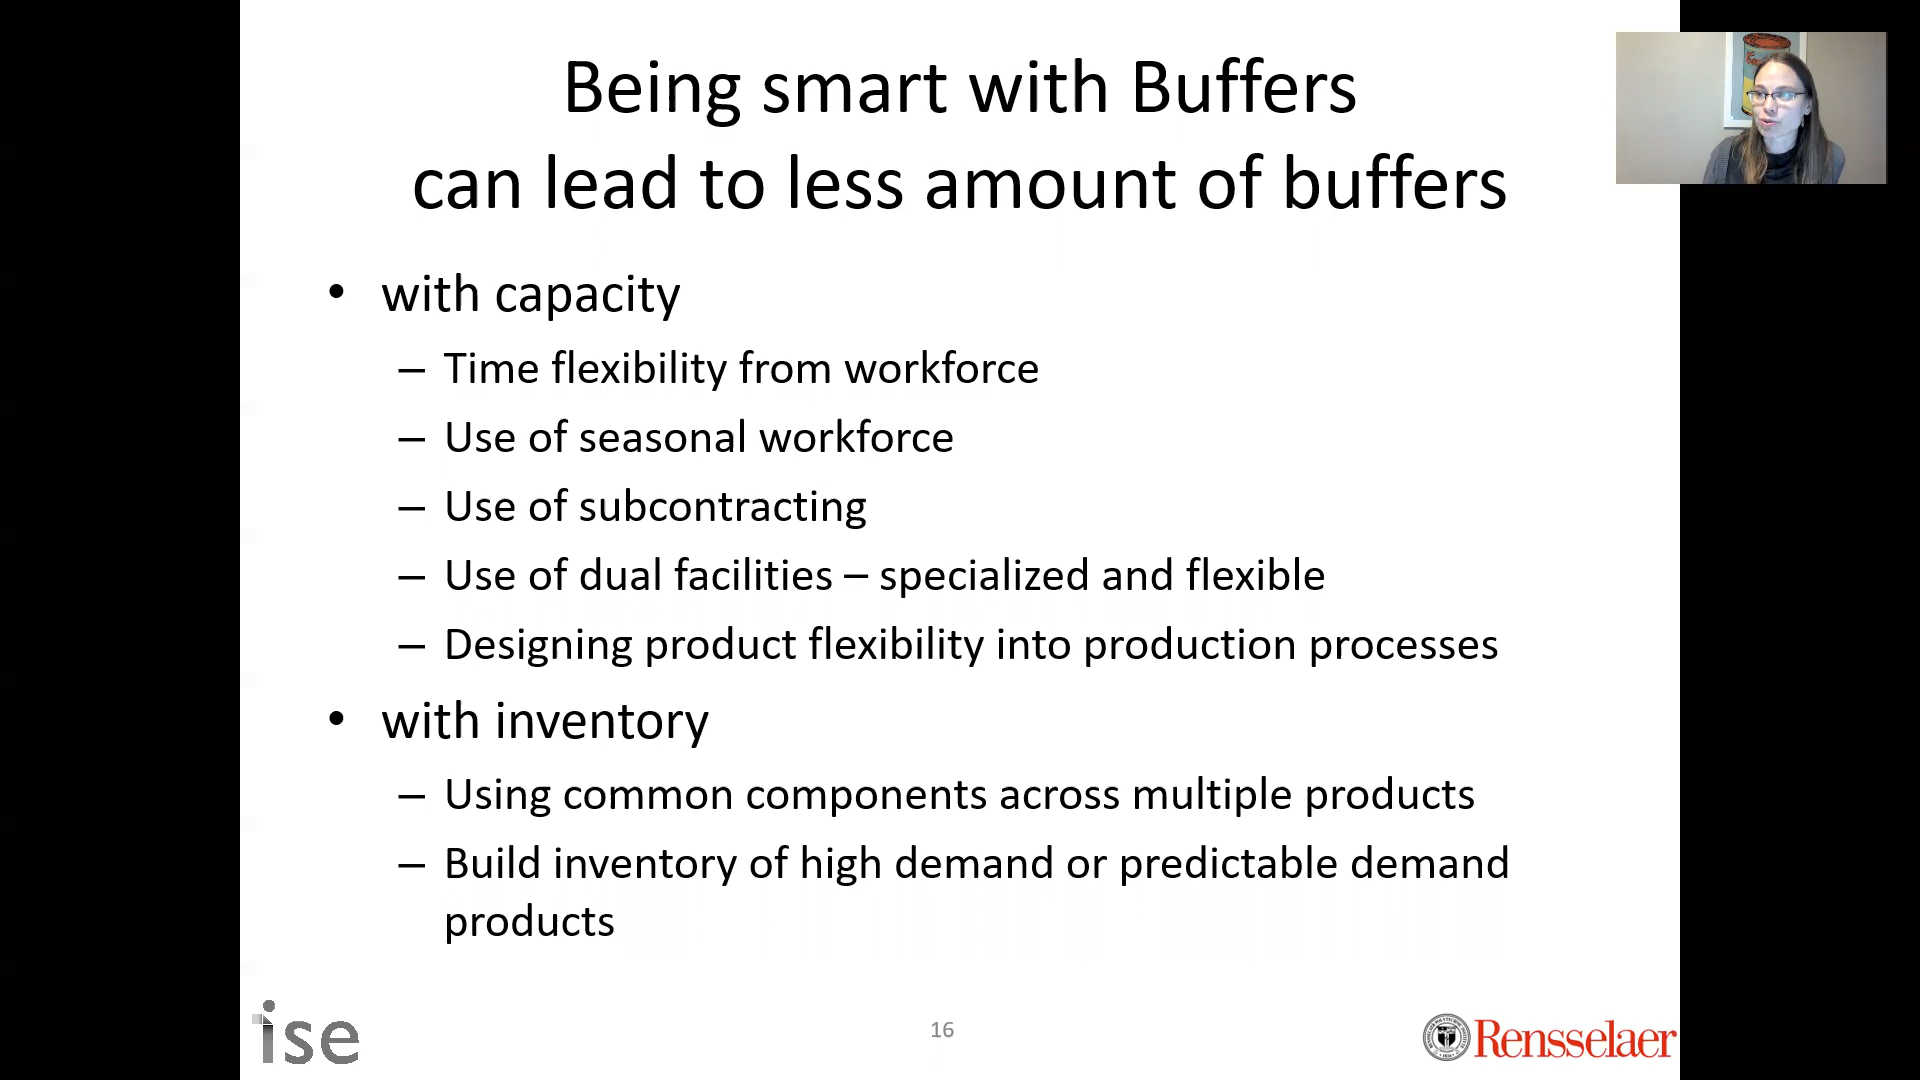 Being smart with Buffers
can lead to less amount of buffers
• with capacity
– Time flexibility from workforce
– Use of seasonal workforce
– Use of subcontracting
– Use of dual facilities – specialized and flexible
– Designing product flexibility into production processes
• with inventory
– Using common components across multiple products
– Build inventory of high demand or predictable demand
products
ise
16
Rensselaer